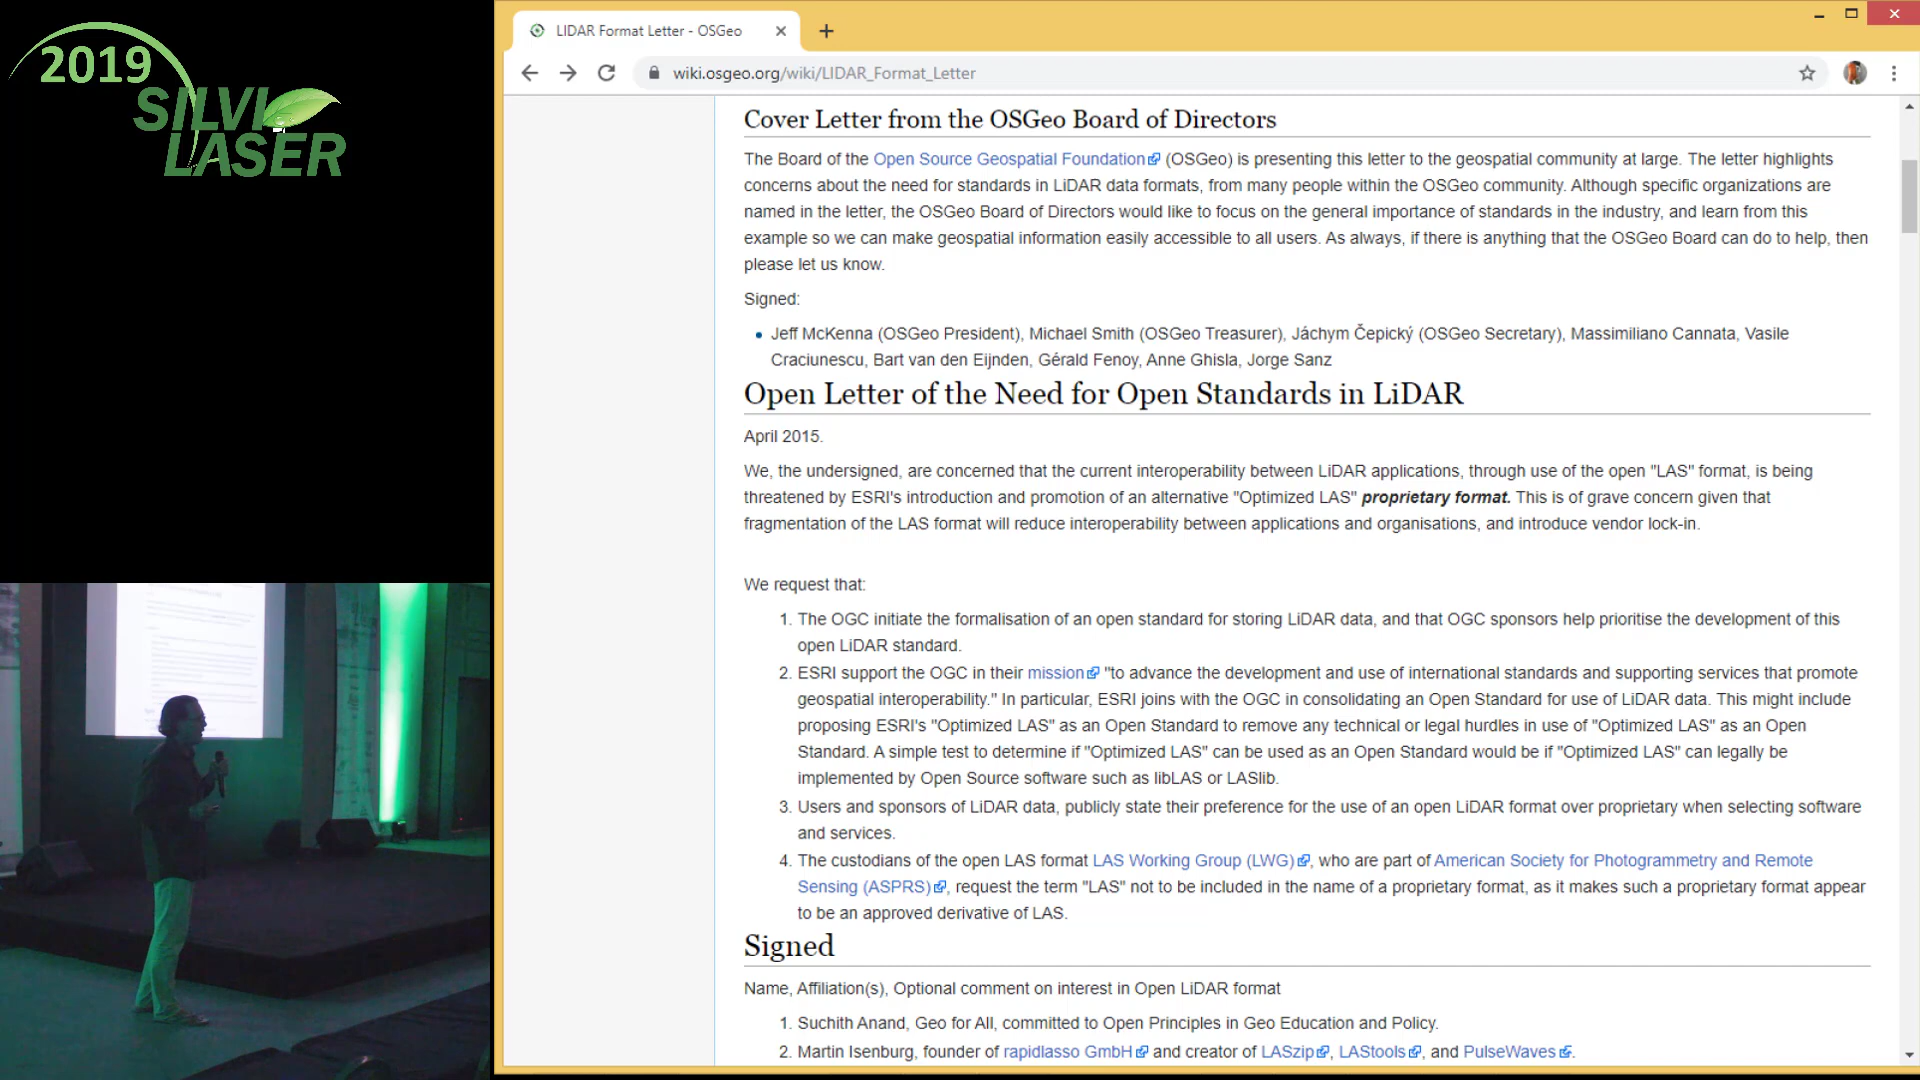 2019
SILVI
LASER
LIDAR Format Letter - OSGeo
wiki.osgeo.org/wiki/LIDAR_Format_Letter
Cover Letter from the OSGeo Board of Directors
The Board of the Open Source Geospatial Foundation (OSGeo) is presenting this letter to the geospatial community at large. The letter highlights
concerns about the need for standards in LiDAR data formats, from many people within the OSGeo community. Although specific organizations are
named in the letter, the OSGeo Board of Directors would like to focus on the general importance of standards in the industry, and learn from this
example so we can make geospatial information easily accessible to all users. As always, if there is anything that the OSGeo Board can do to help, then
please let us know.
Signed:
• Jeff McKenna (OSGeo President), Michael Smith (OSGeo Treasurer), Jáchym Čepický (OSGeo Secretary), Massimiliano Cannata, Vasile
Craciunescu, Bart van den Eijnden, Gérald Fenoy, Anne Ghisla, Jorge Sanz
Open Letter of the Need for Open Standards in LiDAR
April 2015.
We, the undersigned, are concerned that the current interoperability between LiDAR applications, through use of the open "LAS" format, is being
threatened by ESRI's introduction and promotion of an alternative "Optimized LAS" proprietary format. This is of grave concern given that
fragmentation of the LAS format will reduce interoperability between applications and organisations, and introduce vendor lock-in.
We request that:
1. The OGC initiate the formalisation of an open standard for storing LiDAR data, and that OGC sponsors help prioritise the development of this
open LiDAR standard.
2. ESRI support the OGC in their mission "to advance the development and use of international standards and supporting services that promote
geospatial interoperability." In particular, ESRI joins with the OGC in consolidating an Open Standard for use of LiDAR data. This might include
proposing ESRI's "Optimized LAS" as an Open Standard to remove any technical or legal hurdles in use of "Optimized LAS" as an Open
Standard. A simple test to determine if "Optimized LAS" can be used as an Open Standard would be if "Optimized LAS" can legally be
implemented by Open Source software such as libLAS or LASlib.
3. Users and sponsors of LiDAR data, publicly state their preference for the use of an open LiDAR format over proprietary when selecting software
and services.
4. The custodians of the open LAS format LAS Working Group (LWG), who are part of American Society for Photogrammetry and Remote
Sensing (ASPRS), request the term "LAS" not to be included in the name of a proprietary format, as it makes such a proprietary format appear
to be an approved derivative of LAS.
Signed
Name, Affiliation(s), Optional comment on interest in Open LiDAR format
1. Suchith Anand, Geo for All, committed to Open Principles in Geo Education and Policy.
2. Martin Isenburg, founder of rapidlasso GmbH and creator of LASzip, LAStools, and PulseWaves.